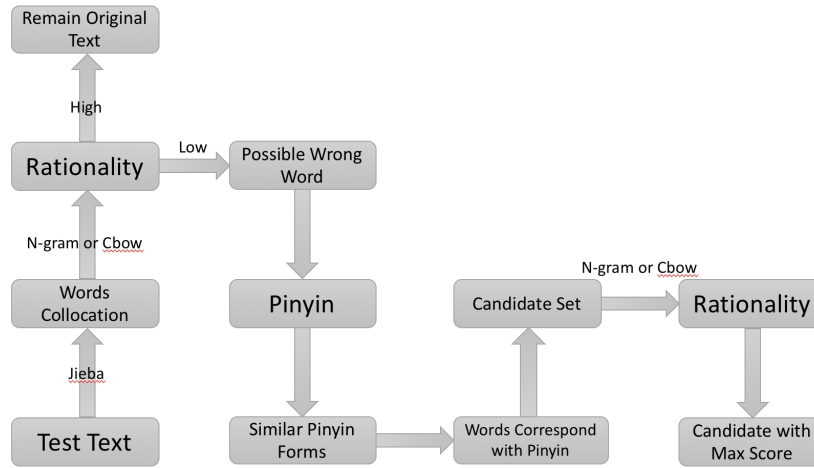 Remain Original
Text
High
Rationality
Low
Possible Wrong
Word
N-gram or Cbow
Words
Collocation
Pinyin
Candidate Set
N-gram or Cbow
Rationality
Jieba
Test Text
Similar Pinyin
Forms
Words Correspond
with Pinyin
Candidate with
Max Score